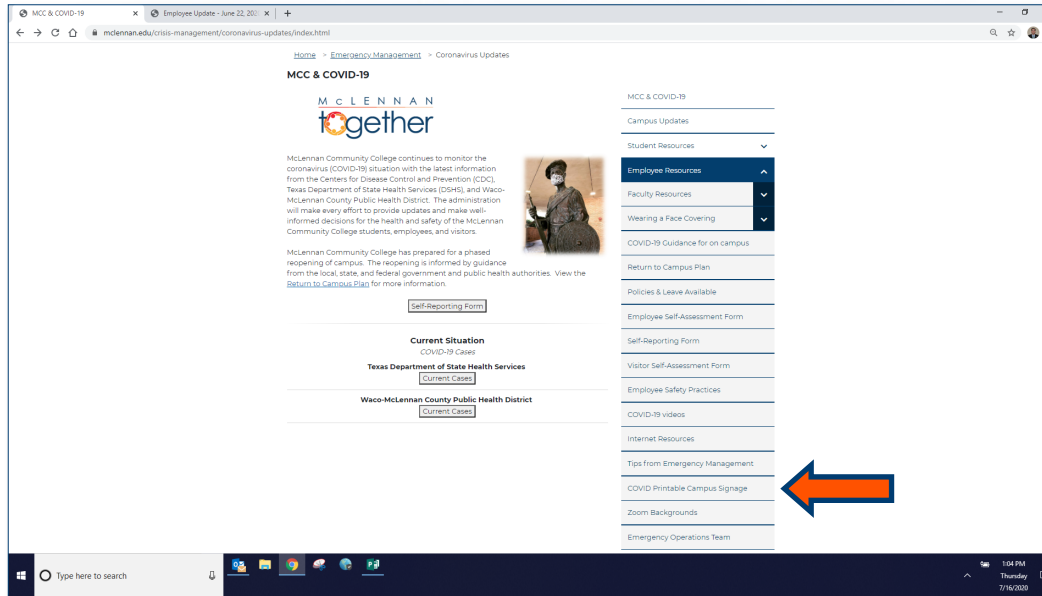 MCC & COVID-19
Employee Update - June 22, 202
mclennan.edu/crisis-management/coronavirus-updates/index.html
Home > Emergency Management > Coronavirus Updates
MCC & COVID-19
McLENNAN
together
McLennan Community College continues to monitor the
coronavirus (COVID-19) situation with the latest information
from the Centers for Disease Control and Prevention (CDC),
Texas Department of State Health Services (DSHS), and Waco-
McLennan County Public Health District. The administration
will make every effort to provide updates and make well-
informed decisions for the health and safety of the McLennan
Community College students, employees, and visitors.
McLennan Community College has prepared for a phased
reopening of campus. The reopening is informed by guidance
from the local, state, and federal government and public health authorities. View the
Return to Campus Plan for more information.
Self-Reporting Form
Current Situation
COVID-19 Cases
Texas Department of State Health Services
Current Cases
Waco-McLennan County Public Health District
Current Cases
MCC & COVID-19
Campus Updates
Student Resources
Employee Resources
Faculty Resources
Wearing a Face Covering
COVID-19 Guidance for on campus
Return to Campus Plan
Policies & Leave Available
Employee Self-Assessment Form
Self-Reporting Form
Visitor Self-Assessment Form
Employee Safety Practices
COVID-19 videos
Internet Resources
Tips from Emergency Management
COVID Printable Campus Signage
Zoom Backgrounds
Emergency Operations Team
Type here to search
1:04 PM
Thursday
7/16/2020